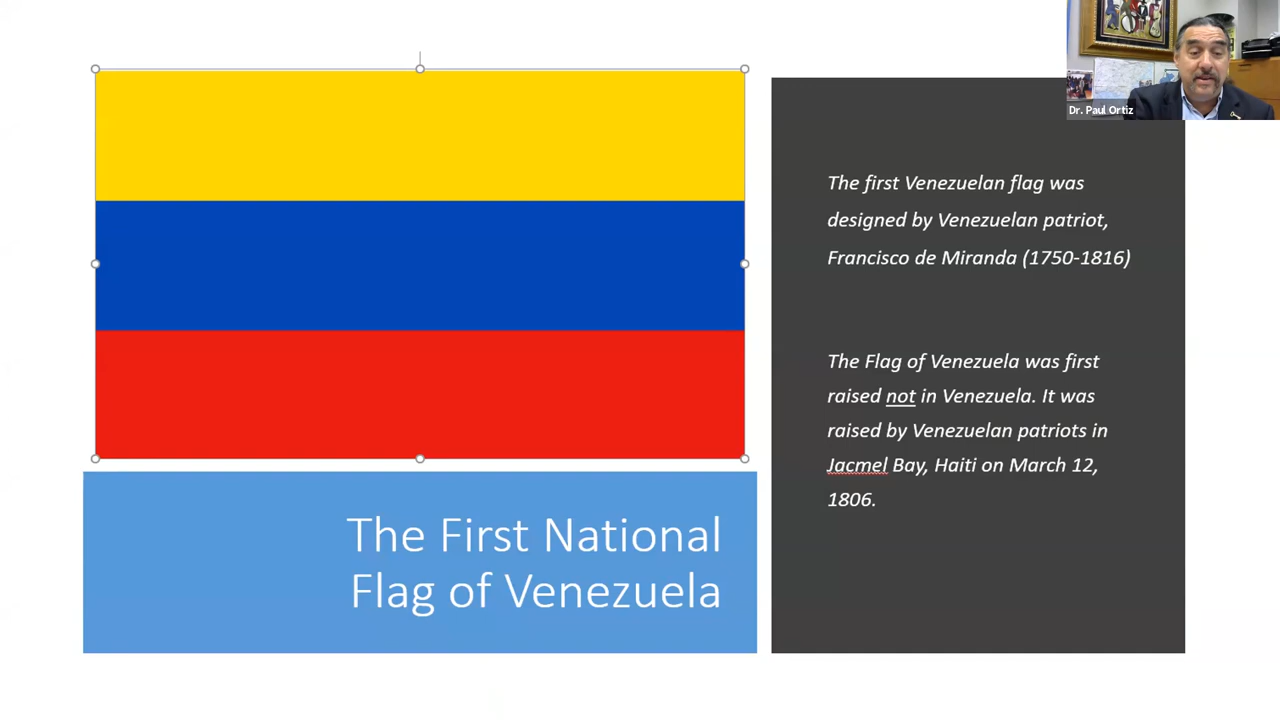 Dr. Paul Ortiz
The first Venezuelan flag was
designed by Venezuelan patriot,
Francisco de Miranda (1750-1816)
The Flag of Venezuela was first
raised not in Venezuela. It was
raised by Venezuelan patriots in
Jacmel Bay, Haiti on March 12,
1806.
The First National
Flag of Venezuela